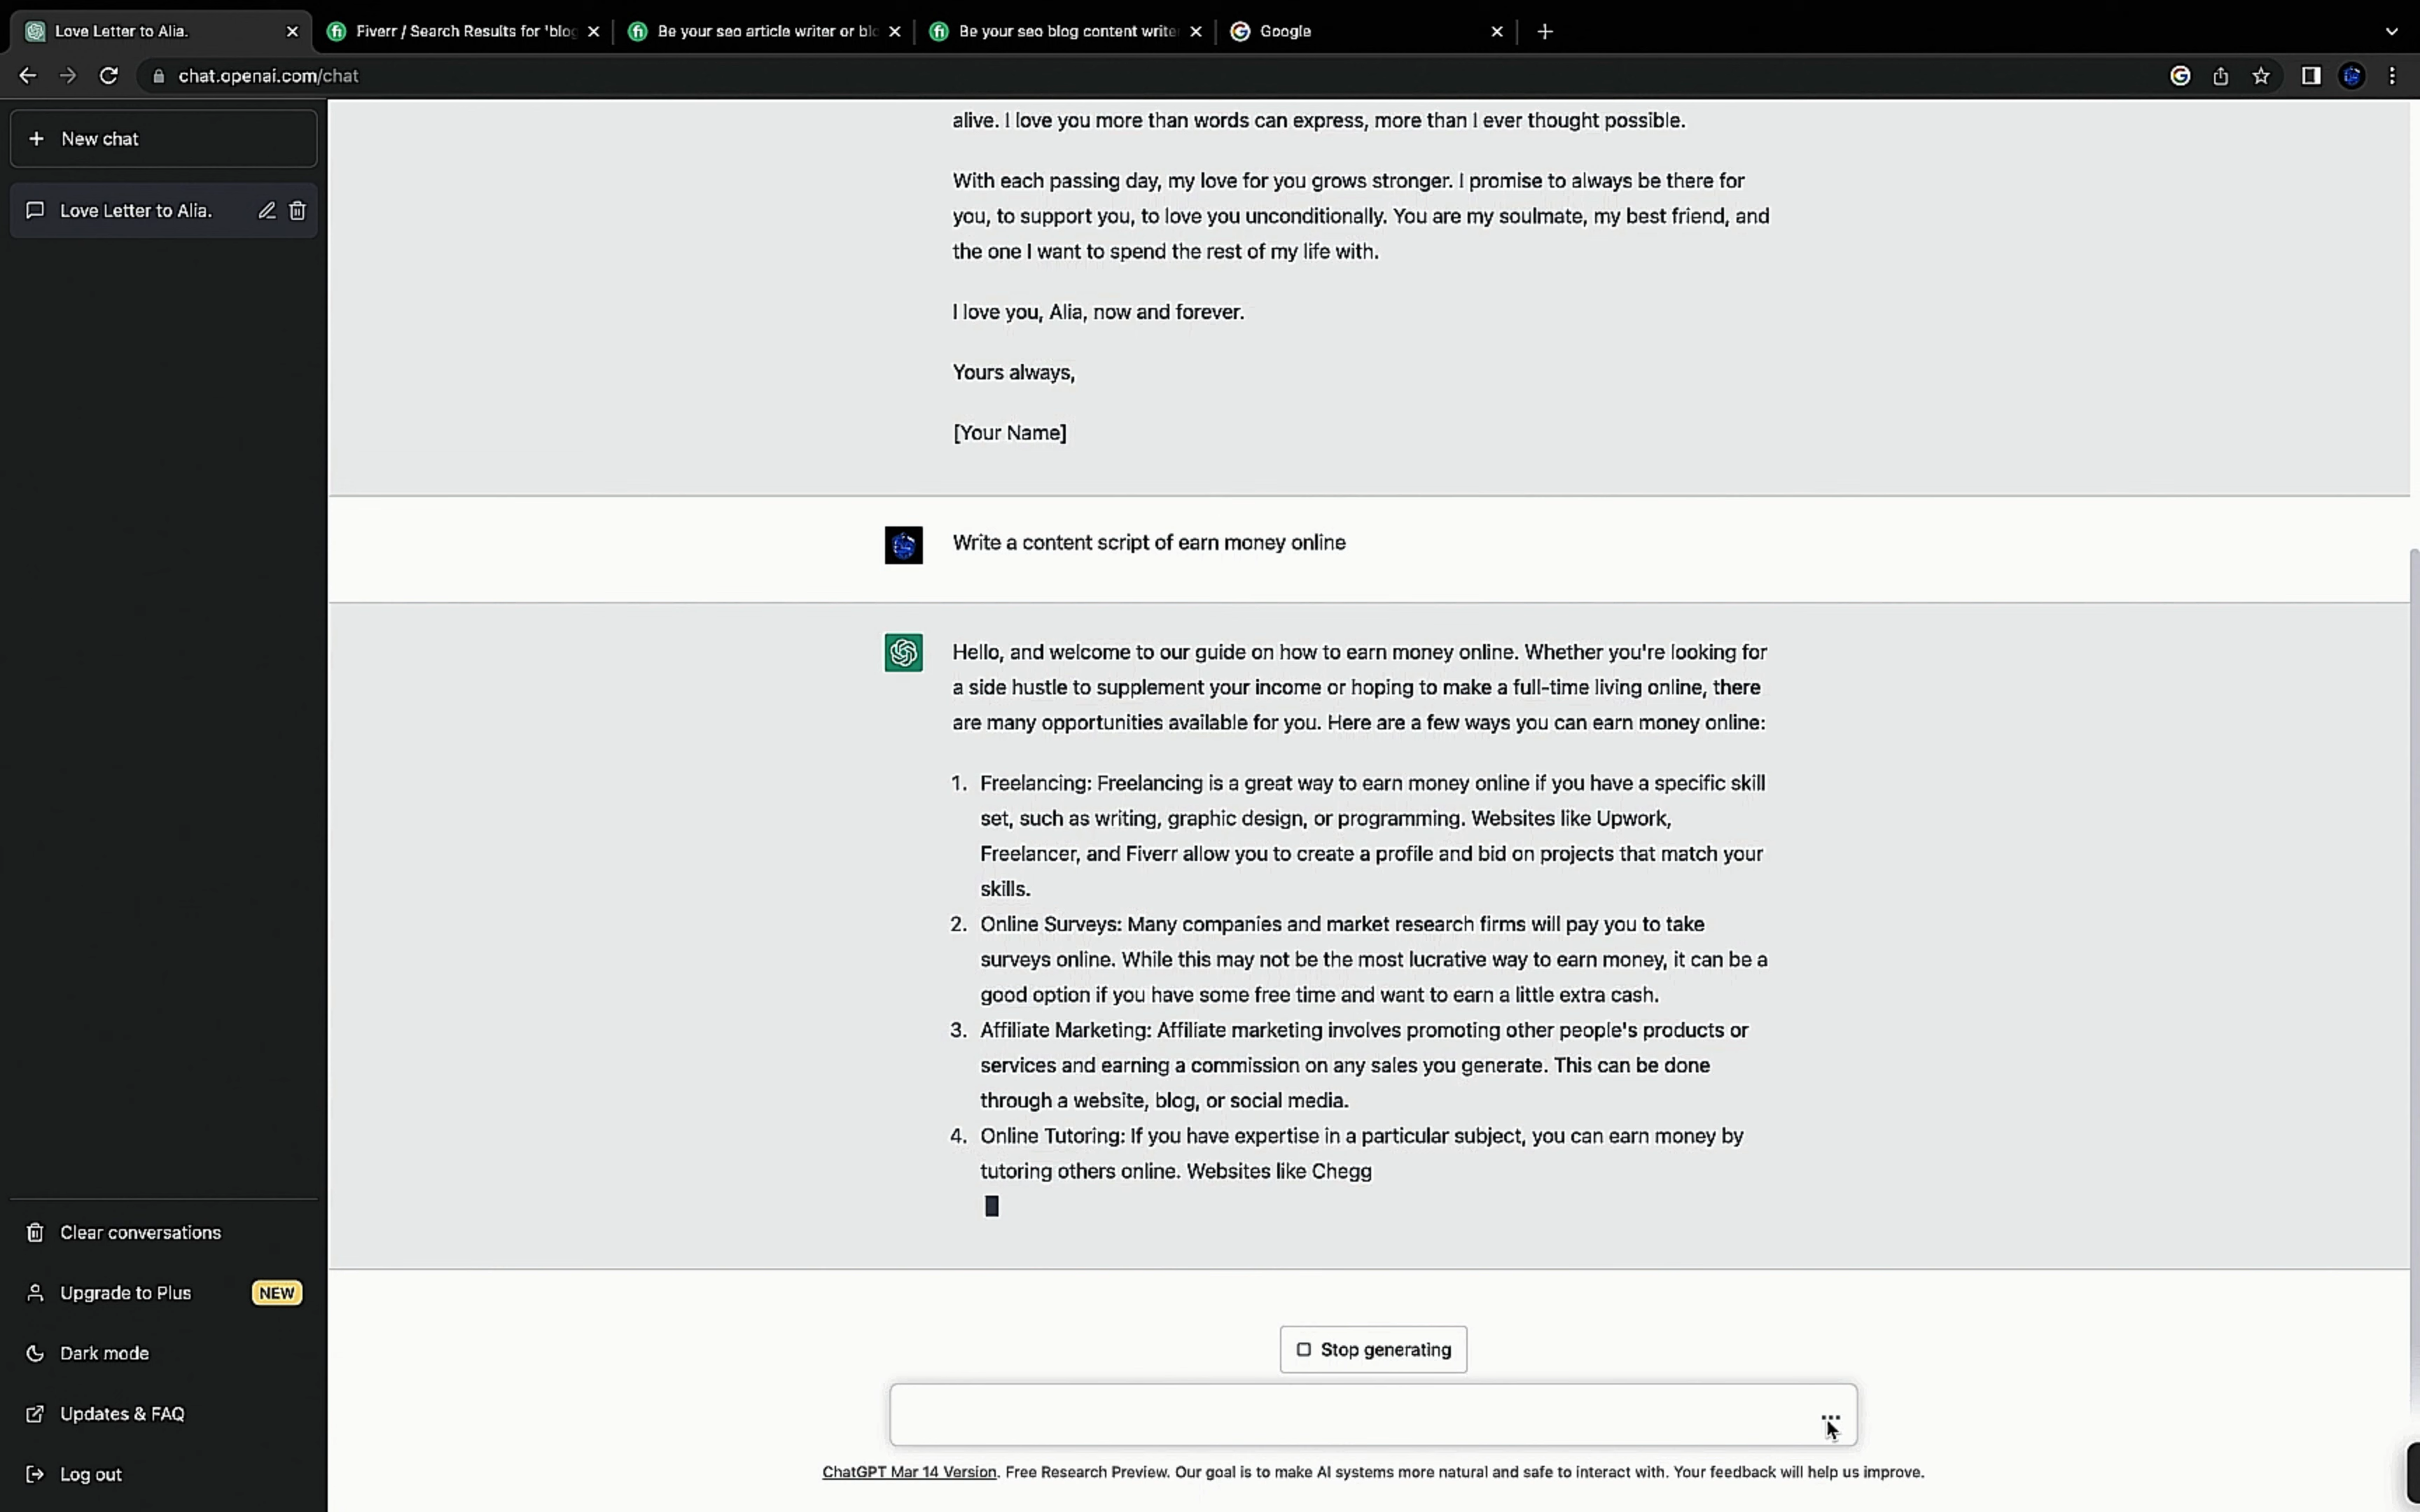 Love Letter to Alia.
Fiverr / Search Results for 'blog
Be your seo article writer or blo
Be your seo blog content write
Google
chat.openai.com/chat
New chat
Love Letter to Alia.
alive. I love you more than words can express, more than I ever thought possible.
With each passing day, my love for you grows stronger. I promise to always be there for
you, to support you, to love you unconditionally. You are my soulmate, my best friend, and
the one I want to spend the rest of my life with.
I love you, Alia, now and forever.
Yours always,
[Your Name]
Write a content script of earn money online
Hello, and welcome to our guide on how to earn money online. Whether you're looking for
a side hustle to supplement your income or hoping to make a full-time living online, there
are many opportunities available for you. Here are a few ways you can earn money online:
1. Freelancing: Freelancing is a great way to earn money online if you have a specific skill
set, such as writing, graphic design, or programming. Websites like Upwork,
Freelancer, and Fiverr allow you to create a profile and bid on projects that match your
skills.
2. Online Surveys: Many companies and market research firms will pay you to take
surveys online. While this may not be the most lucrative way to earn money, it can be a
good option if you have some free time and want to earn a little extra cash.
3. Affiliate Marketing: Affiliate marketing involves promoting other people's products or
services and earning a commission on any sales you generate. This can be done
through a website, blog, or social media.
4. Online Tutoring: If you have expertise in a particular subject, you can earn money by
tutoring others online. Websites like Chegg
Clear conversations
Upgrade to Plus NEW
Dark mode
Updates & FAQ
Log out
Stop generating
ChatGPT Mar 14 Version. Free Research Preview. Our goal is to make AI systems more natural and safe to interact with. Your feedback will help us improve.